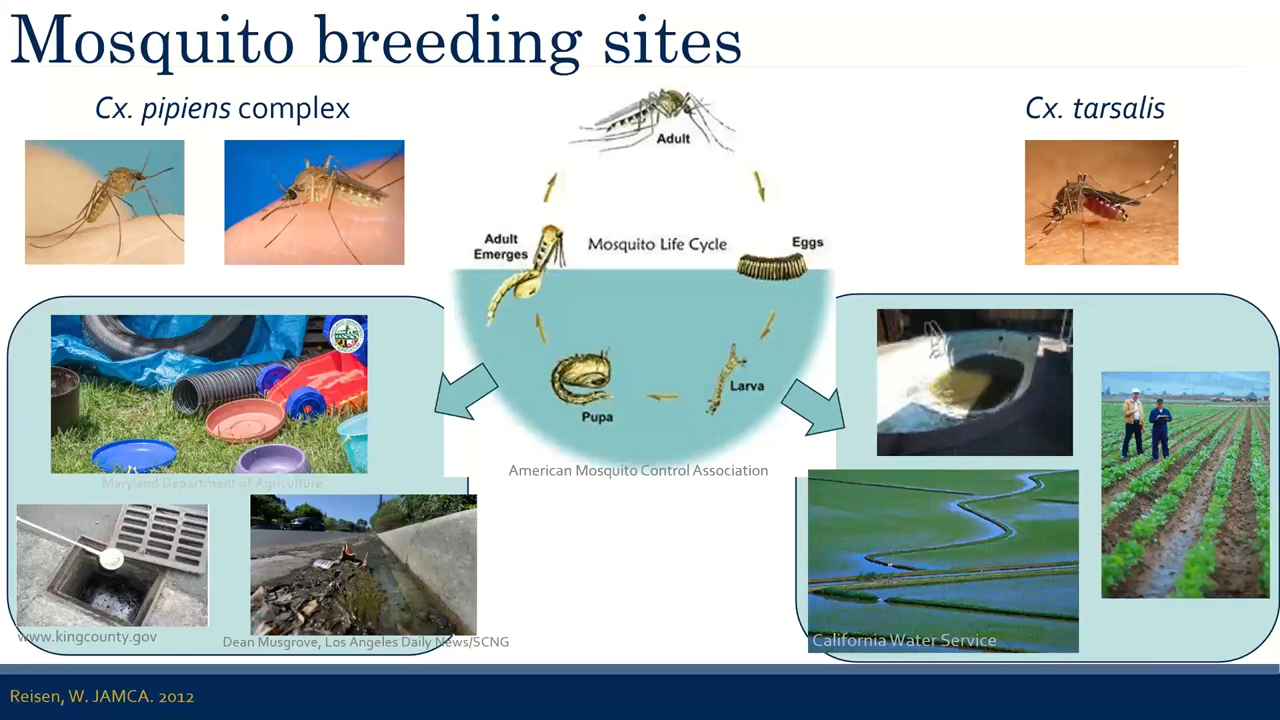 Mosquito breeding sites
Cx. pipiens complex
Cx. tarsalis
Adult
Adult
Emerges
Mosquito Life Cycle
Eggs
Larva
Pupa
American Mosquito Control Association
Maryland Department of Agriculture
www.kingcounty.gov
Dean Musgrove, Los Angeles Daily News/SCNG
California Water Service
Reisen, W. JAMCA. 2012